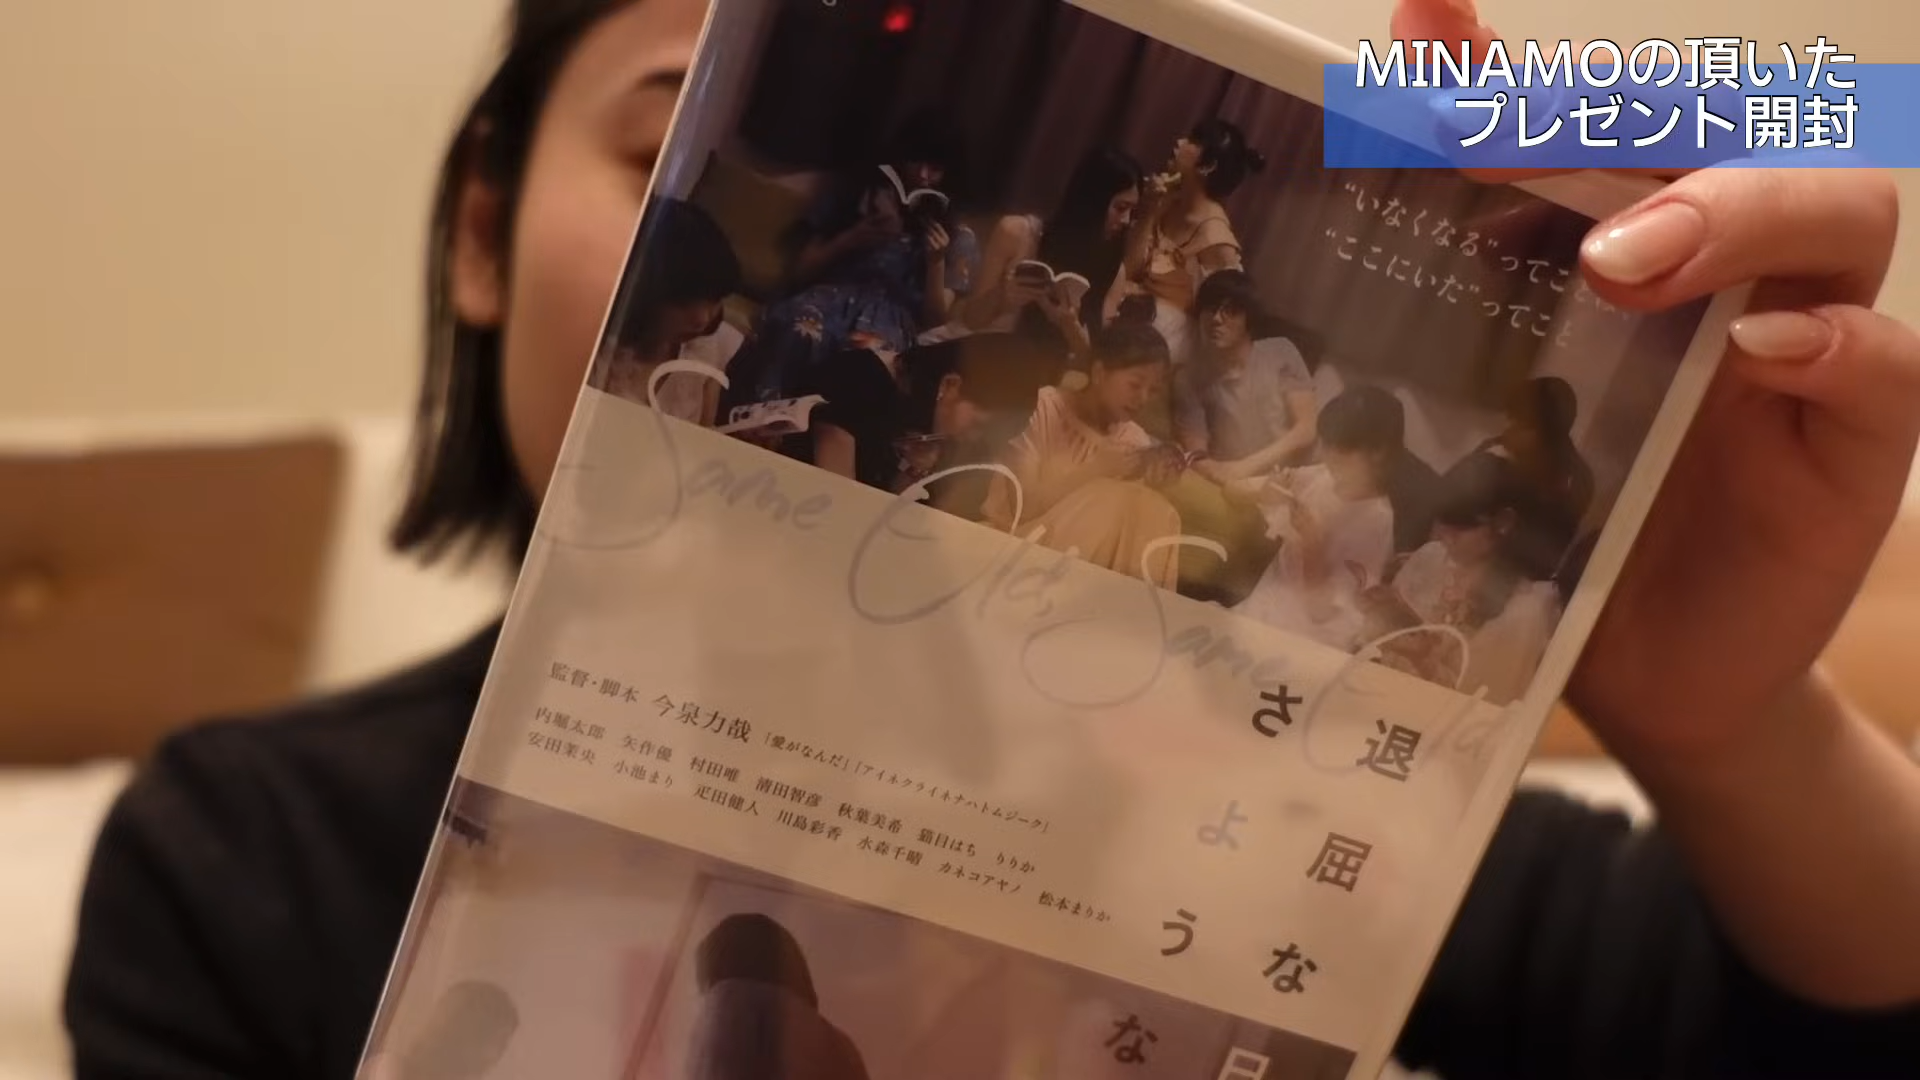 MINAMOの頂いた
プレゼント開封
“いなくなる”ってこと
“ここにいた”ってこと
Same Old, Same Old
監督・脚本 今泉力哉 「愛がなんだ」「アイネクライネナハトムジーク」
内堀太郎 矢作優 村田唯 清田智彦 秋葉美希 猫目はち りりか
安田茉央 小池まり 疋田健人 川島彩香 水森千晴 カネコアヤノ 松本まりか
退屈な日
さような